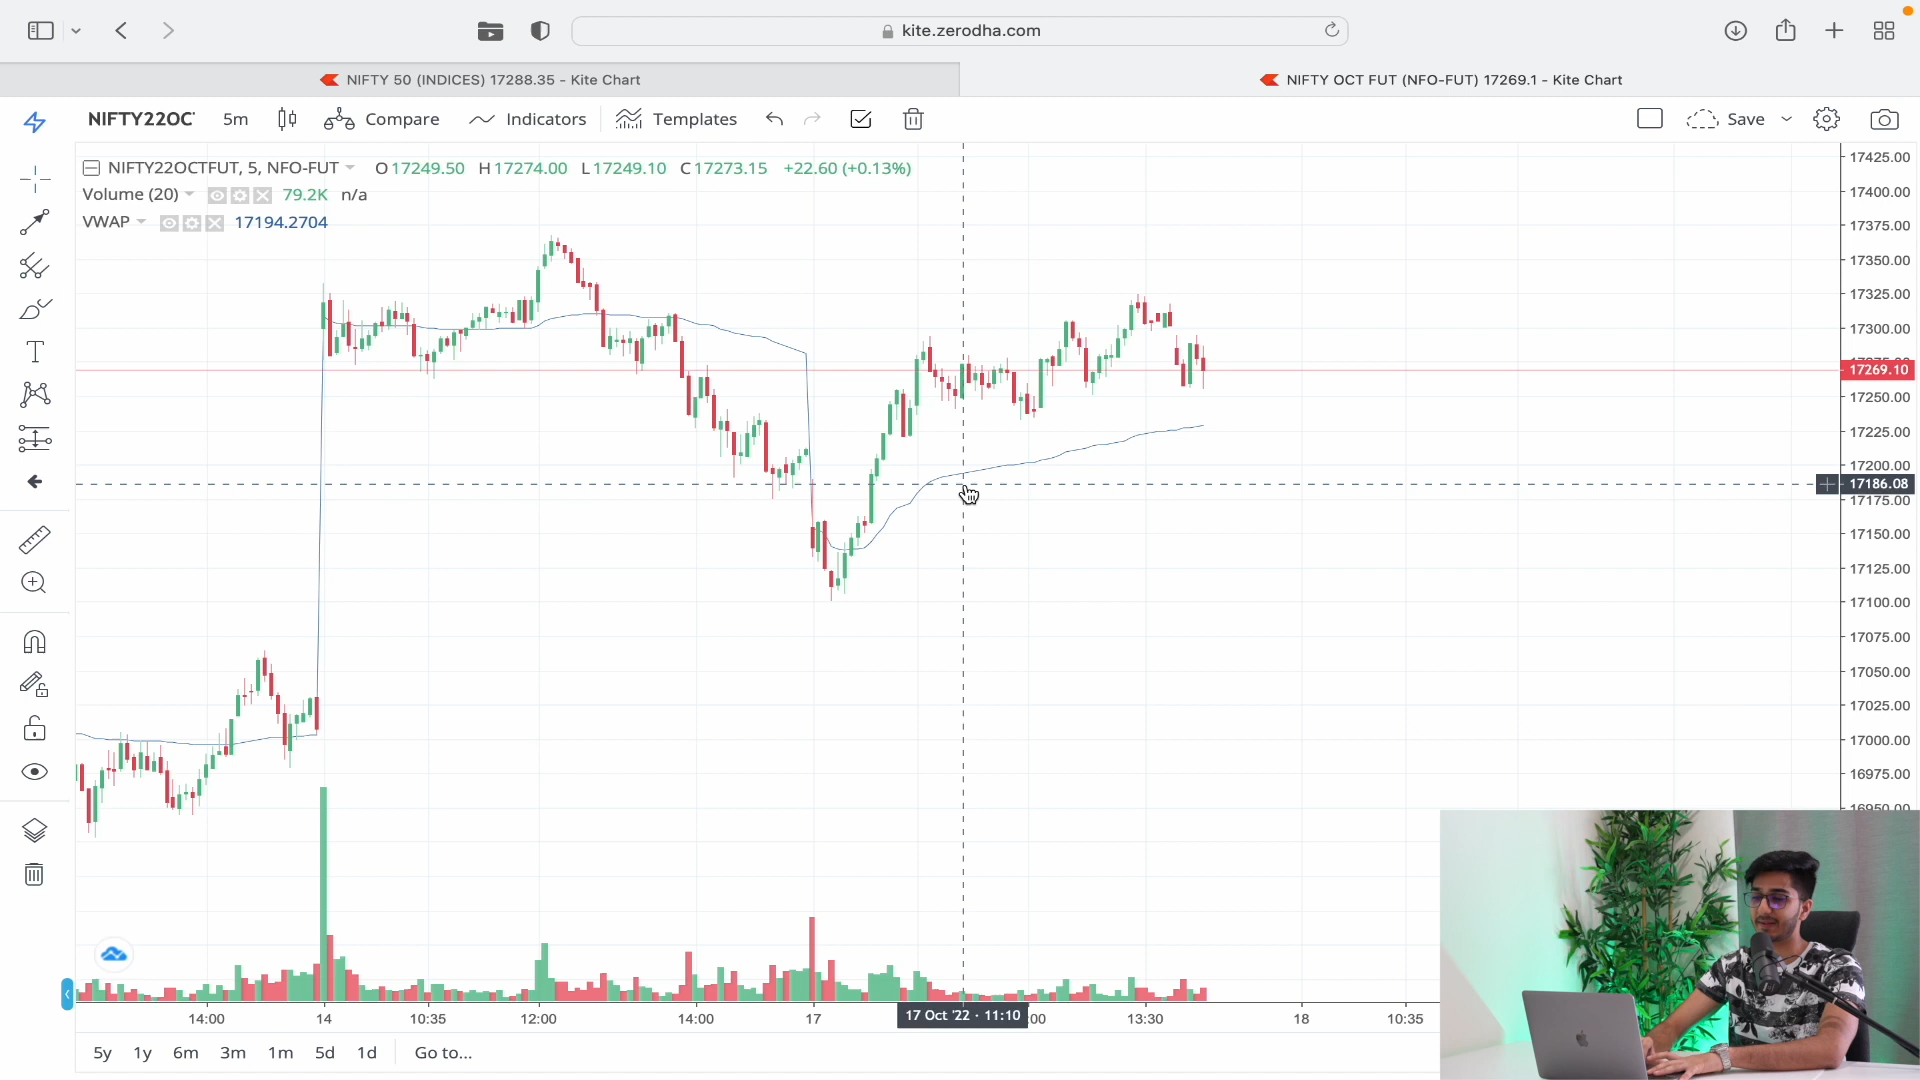 kite.zerodha.com
NIFTY 50 (INDICES) 17288.35 - Kite Chart
NIFTY OCT FUT (NFO-FUT) 17269.1 - Kite Chart
NIFTY22OC
5m
Compare
Indicators
Templates
Save
NIFTY22OCTFUT, 5, NFO-FUT
O 17249.50 H 17274.00 L 17249.10 C 17273.15 +22.60 (+0.13%)
Volume (20)
79.2K n/a
VWAP
17194.2704
17425.00
17400.00
17375.00
17350.00
17325.00
17300.00
17269.10
17250.00
17225.00
17200.00
17186.08
17175.00
17150.00
17125.00
17100.00
17075.00
17050.00
17025.00
17000.00
16975.00
16950.00
14:00
14
10:35
12:00
14:00
17
17 Oct '22 · 11:10
:00
13:30
18
10:35
5y 1y 6m 3m 1m 5d 1d
Go to...